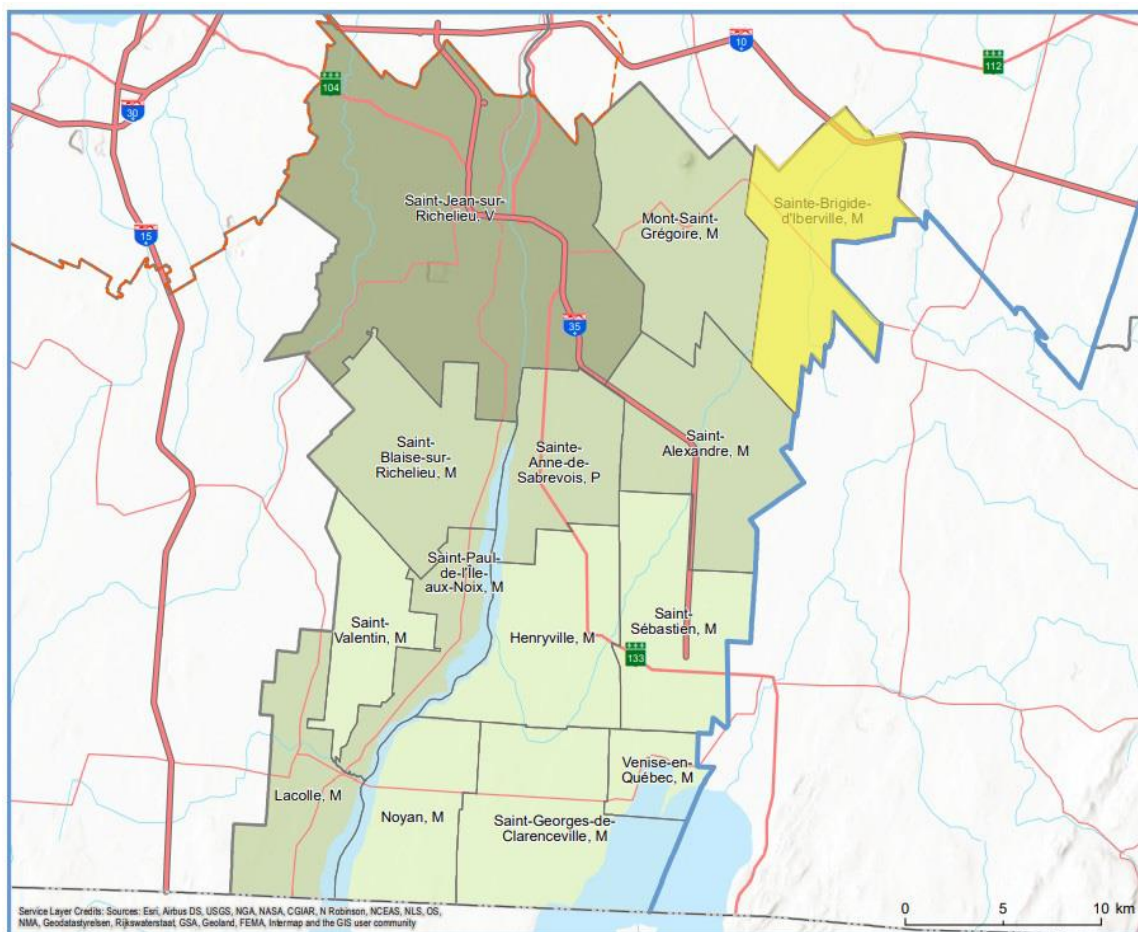 10
112
104
30
Saint-Jean-sur-
Richelieu, V
Sainte-Brigide-
d'Iberville, M
Mont-Saint-
Grégoire, M
15
35
Saint-
Blaise-sur-
Richelieu, M
Sainte-
Anne-de-
Sabrevois, P
Saint-
Alexandre, M
Saint-Paul-
de-l'Île-
aux-Noix, M
Saint-
Valentin, M
Henryville, M
Saint-
Sébastien, M
133
Venise-en-
Québec, M
Lacolle, M
Noyan, M
Saint-Georges-de-
Clarenceville, M
Service Layer Credits: Sources: Esri, Airbus DS, USGS, NGA, NASA, CGIAR, N Robinson, NCEAS, NLS, OS,
NMA, Geodatastyrelsen, Rijkswaterstaat, GSA, Geoland, FEMA, Intermap and the GIS user community
0 5 10 km